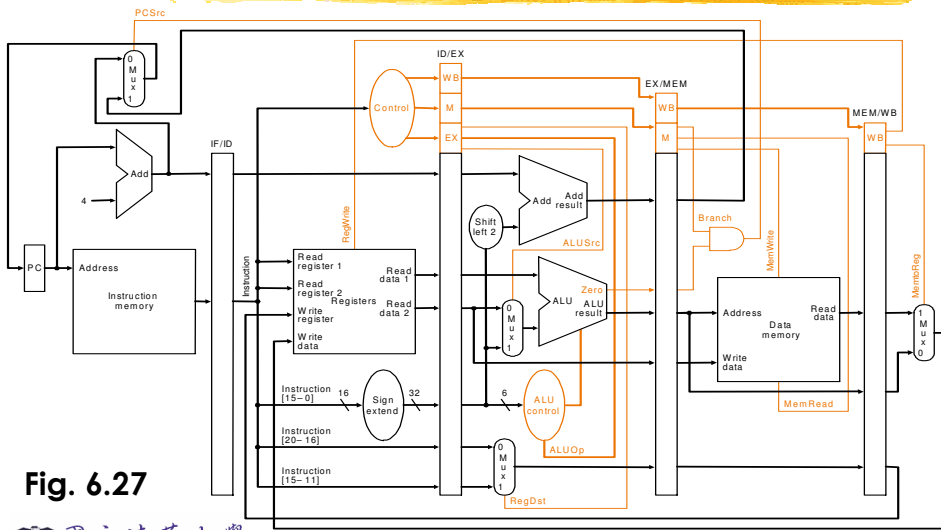 PCSrc
ID/EX
EX/MEM
MEM/WB
IF/ID
0
M
u
x
1
Control
WB
M
EX
WB
M
WB
Add
4
PC
Address
Instruction
memory
Instruction
RegWrite
Read
register 1
Read
register 2
Registers
Write
register
Write
data
Read
data 1
Read
data 2
Shift
left 2
Add
Add
result
ALUSrc
0
M
u
x
1
Zero
ALU
ALU
result
Branch
MemWrite
Address
Write
data
Read
data
Data
memory
MemRead
MemtoReg
1
M
u
x
0
Instruction
[15–0]
16
Sign
extend
32
6
ALU
control
ALUOp
Instruction
[20–16]
Instruction
[15–11]
0
M
u
x
1
RegDst
Fig. 6.27